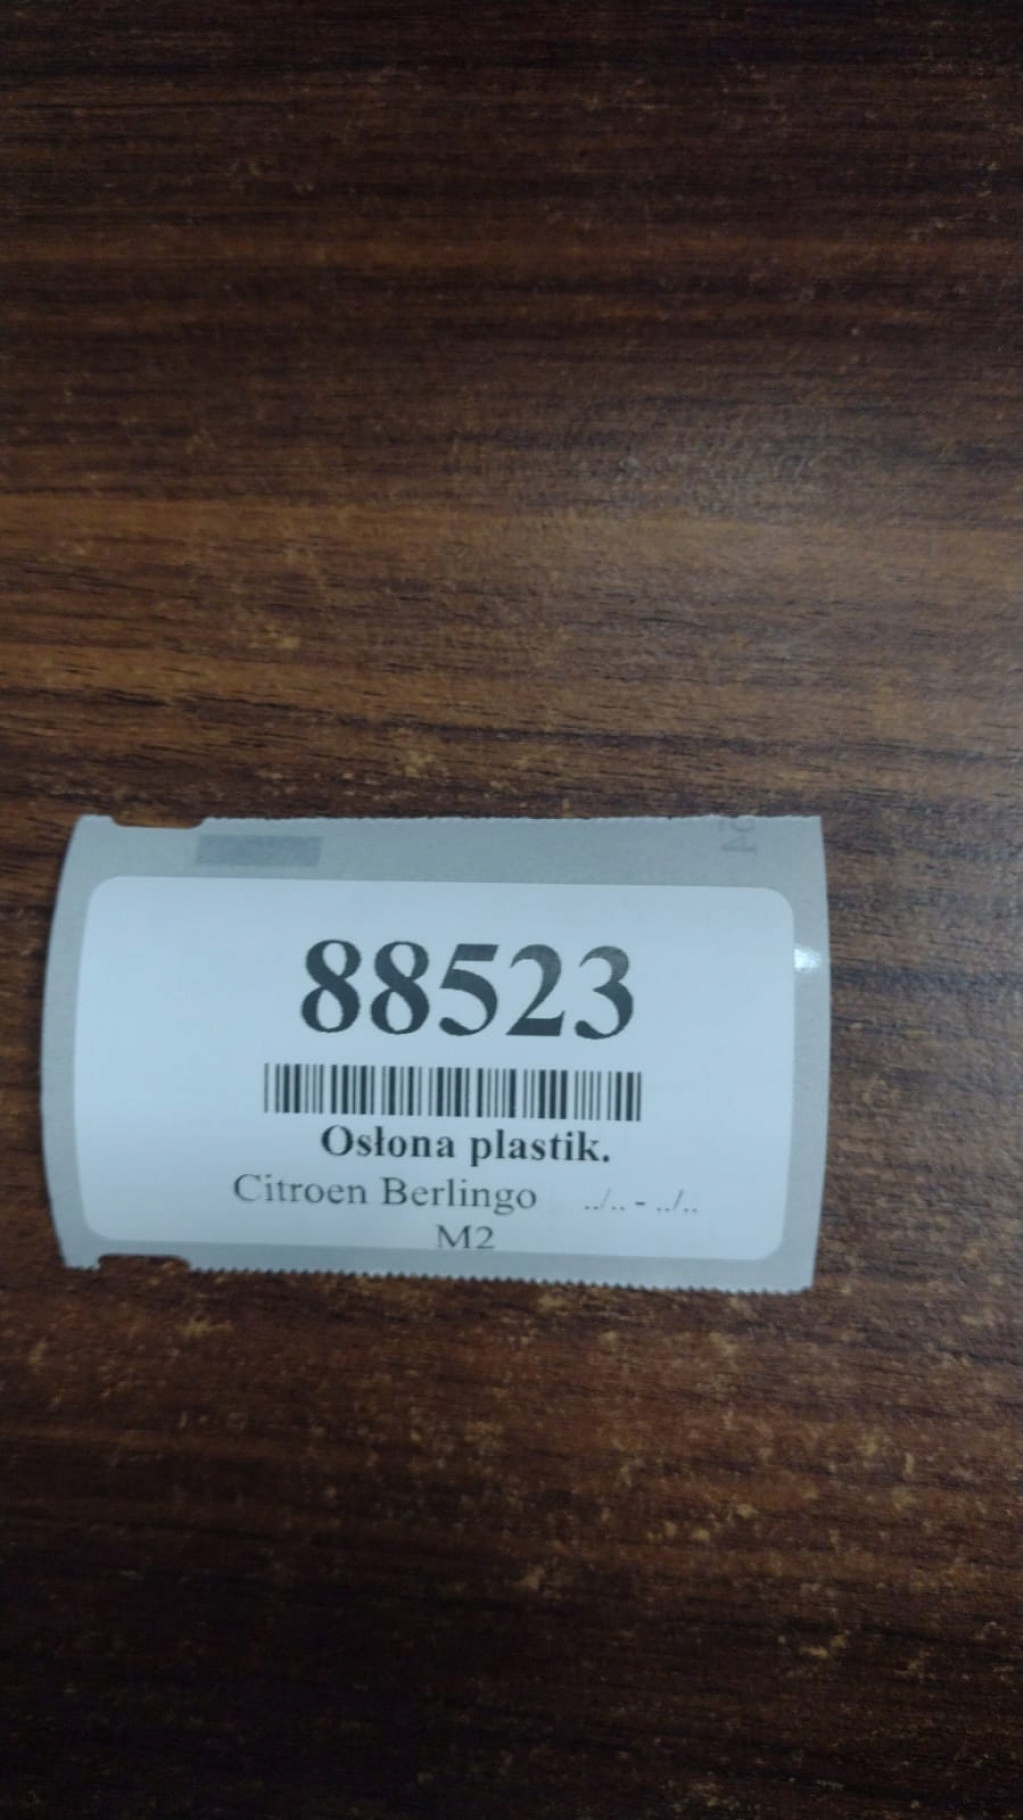 88523
Osłona plastik.
Citroen Berlingo ../.. - ../..
M2